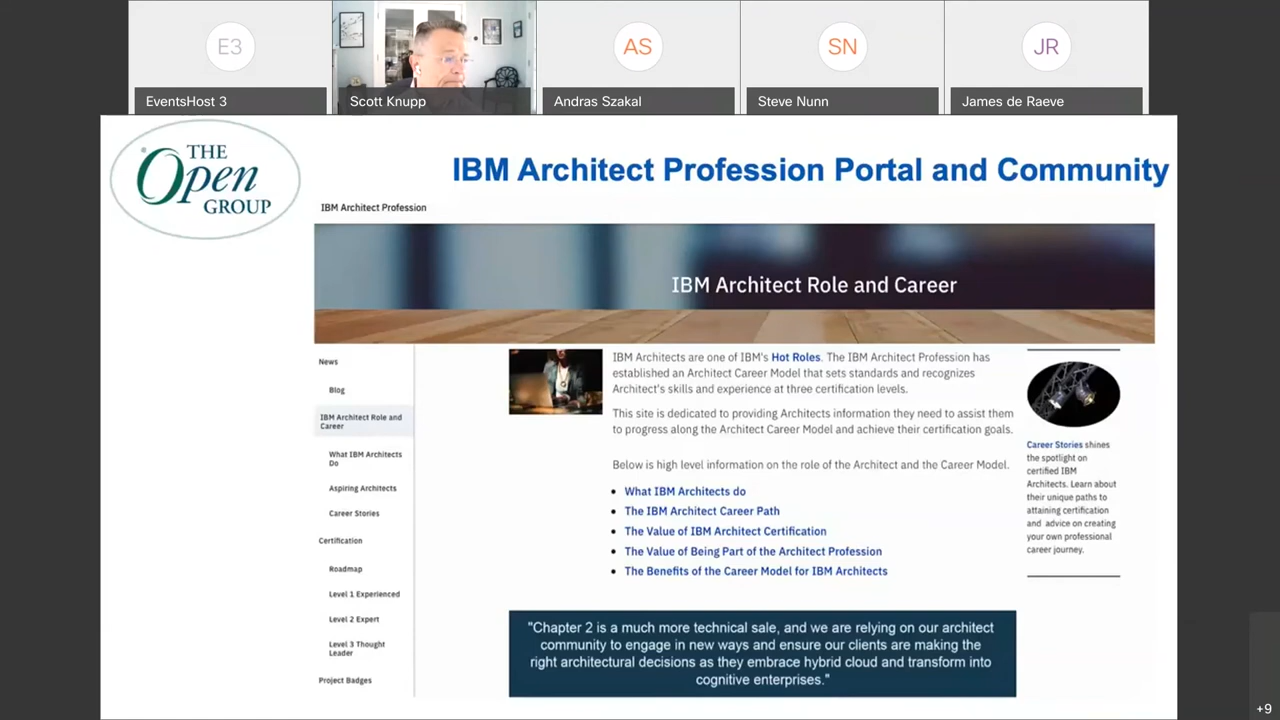 E3
AS
SN
JR
EventsHost 3
Scott Knupp
Andras Szakal
Steve Nunn
James de Raeve
THE
Open
GROUP
IBM Architect Profession Portal and Community
IBM Architect Profession
IBM Architect Role and Career
News
Blog
IBM Architect Role and
Career
What IBM Architects
Do
Aspiring Architects
Career Stories
Certification
Roadmap
Level 1 Experienced
Level 2 Expert
Level 3 Thought
Leader
Project Badges
IBM Architects are one of IBM's Hot Roles. The IBM Architect Profession has
established an Architect Career Model that sets standards and recognizes
Architect's skills and experience at three certification levels.
This site is dedicated to providing Architects information they need to assist them
to progress along the Architect Career Model and achieve their certification goals.
Below is high level information on the role of the Architect and the Career Model.
• What IBM Architects do
• The IBM Architect Career Path
• The Value of IBM Architect Certification
• The Value of Being Part of the Architect Profession
• The Benefits of the Career Model for IBM Architects
Career Stories shines
the spotlight on
certified IBM
Architects. Learn about
their unique paths to
attaining certification
and advice on creating
your own professional
career journey.
"Chapter 2 is a much more technical sale, and we are relying on our architect
community to engage in new ways and ensure our clients are making the
right architectural decisions as they embrace hybrid cloud and transform into
cognitive enterprises."
+9